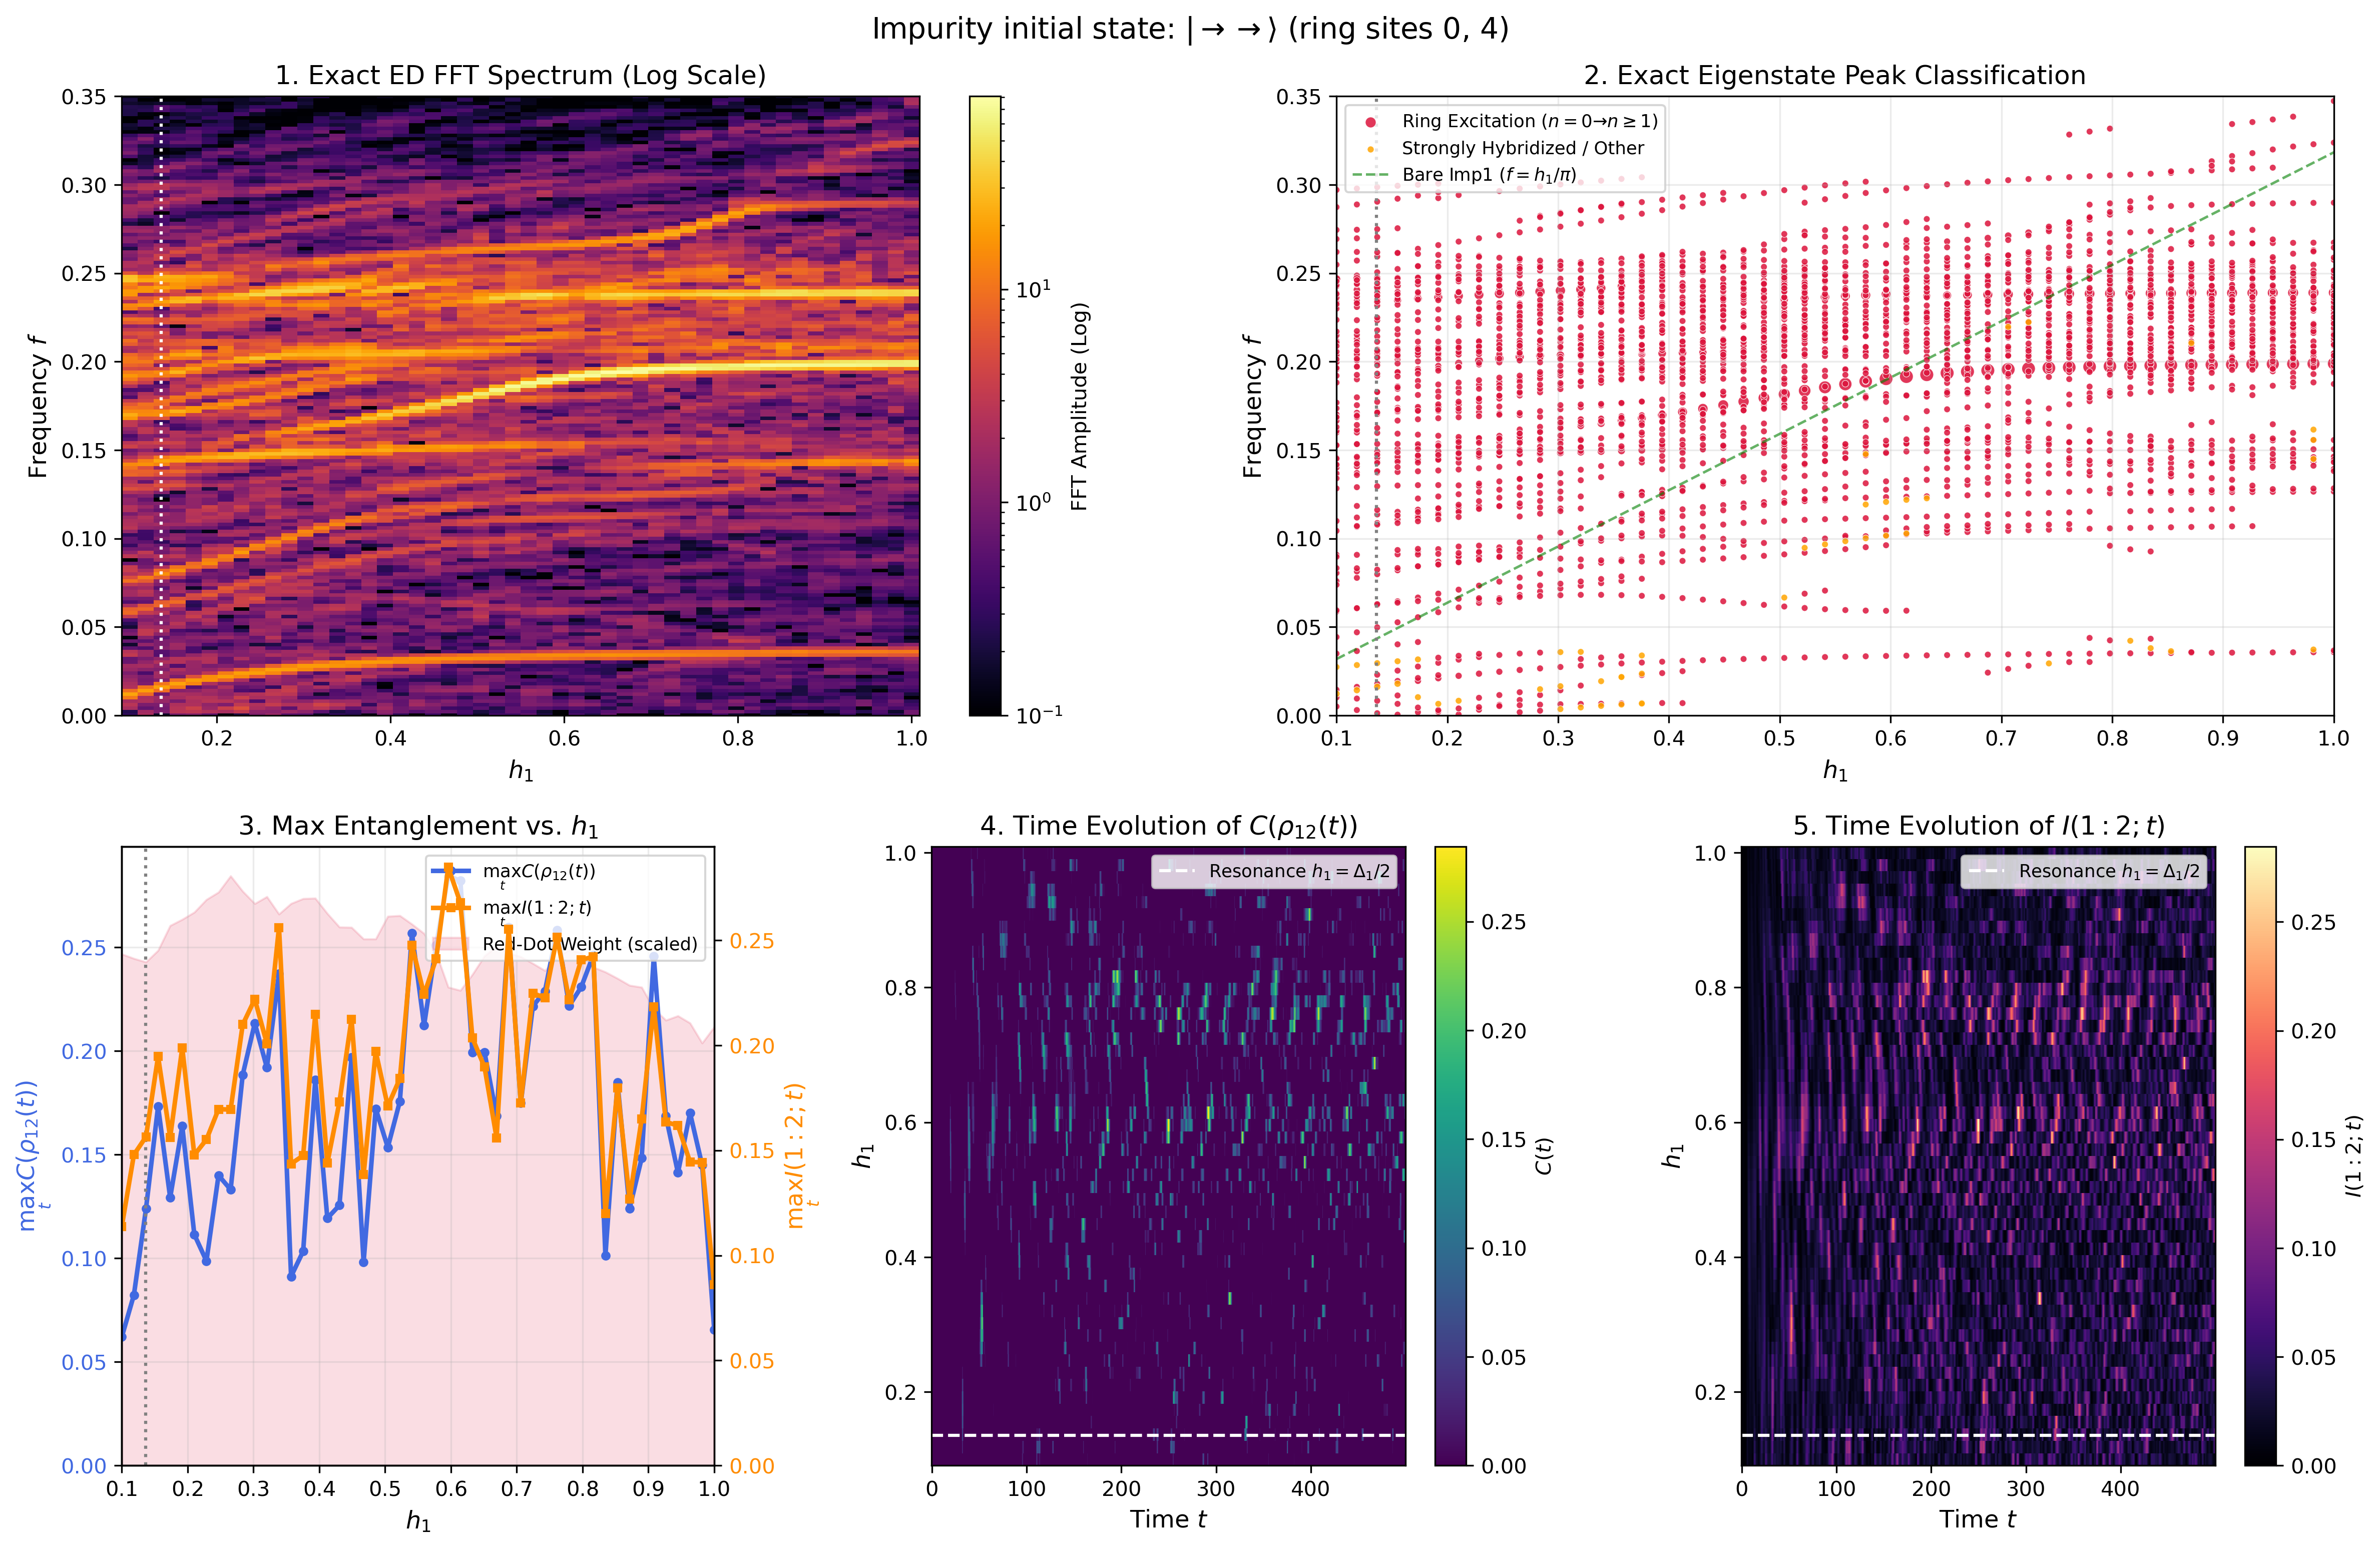 Impurity initial state: |→→⟩ (ring sites 0, 4)
1. Exact ED FFT Spectrum (Log Scale)
0.35
0.30
0.25
0.20
0.15
0.10
0.05
0.00
Frequency f
0.2
0.4
0.6
0.8
1.0
h₁
10¹
10⁰
10⁻¹
FFT Amplitude (Log)
2. Exact Eigenstate Peak Classification
Ring Excitation (n = 0→n ≥ 1)
Strongly Hybridized / Other
Bare Imp1 (f = h₁/π)
0.35
0.30
0.25
0.20
0.15
0.10
0.05
0.00
Frequency f
0.1
0.2
0.3
0.4
0.5
0.6
0.7
0.8
0.9
1.0
h₁
3. Max Entanglement vs. h₁
max C(ρ₁₂(t))
t
max I(1 : 2; t)
t
Red-Dot Weight (scaled)
0.25
0.20
0.15
0.10
0.05
0.00
max C(ρ₁₂(t))
t
0.25
0.20
0.15
0.10
0.05
0.00
max I(1 : 2; t)
t
0.1
0.2
0.3
0.4
0.5
0.6
0.7
0.8
0.9
1.0
h₁
4. Time Evolution of C(ρ₁₂(t))
Resonance h₁ = Δ₁/2
1.0
0.8
0.6
0.4
0.2
h₁
0
100
200
300
400
Time t
0.25
0.20
0.15
0.10
0.05
0.00
C(t)
5. Time Evolution of I(1 : 2; t)
Resonance h₁ = Δ₁/2
1.0
0.8
0.6
0.4
0.2
h₁
0
100
200
300
400
Time t
0.25
0.20
0.15
0.10
0.05
0.00
I(1 : 2; t)